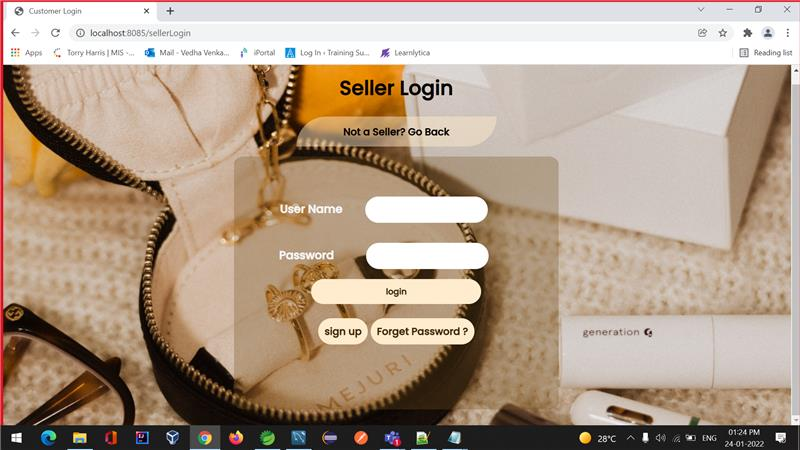 Customer Login
localhost:8085/sellerLogin
Apps
Torry Harris | MIS -...
Mail - Vedha Venka...
iPortal
Log In ‹ Training Su...
Learnlytica
Reading list
Seller Login
Not a Seller? Go Back
User Name
Password
login
sign up
Forget Password ?
generation
MEJURI
28°C
ENG
01:24 PM
24-01-2022